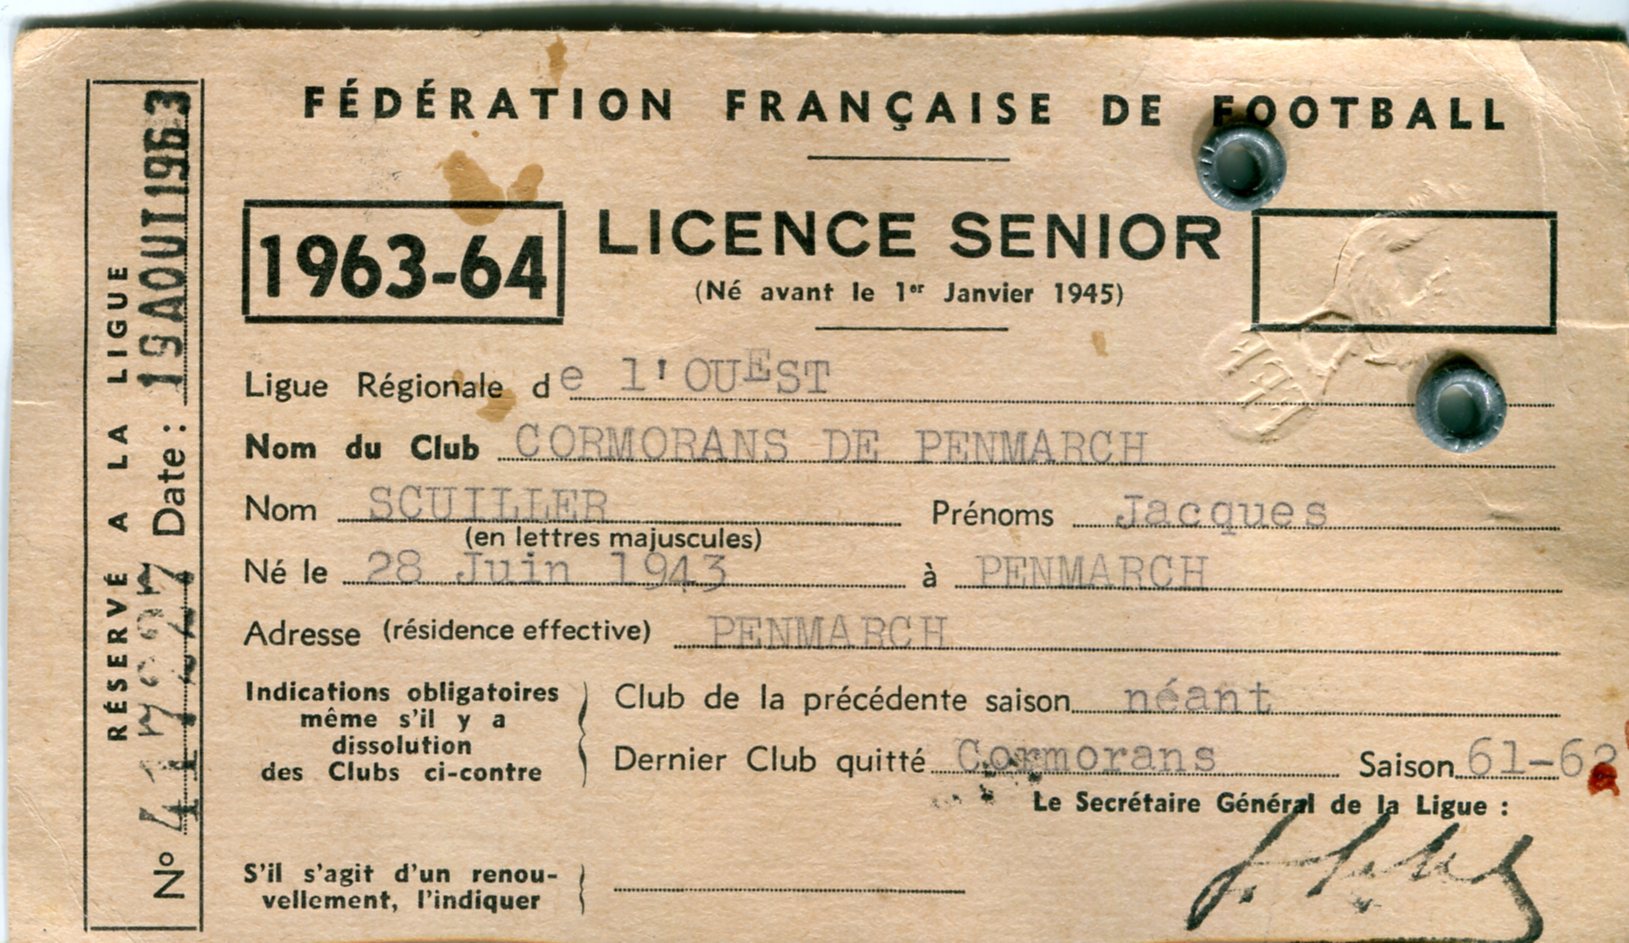 FÉDÉRATION FRANÇAISE DE FOOTBALL
1963-64
LICENCE SENIOR
(Né avant le 1er Janvier 1945)
Ligue Régionale de l'OUEST
Nom du Club CORMORANS DE PENMARCH
Nom SCUILLER Prénoms Jacques
(en lettres majuscules)
Né le 28 Juin 1943 à PENMARCH
Adresse (résidence effective) PENMARCH
Indications obligatoires
même s'il y a
dissolution
des Clubs ci-contre
Club de la précédente saison néant
Dernier Club quitté Cormorans Saison 61-62
Le Secrétaire Général de la Ligue :
S'il s'agit d'un renou-
vellement, l'indiquer
RÉSERVÉ A LA LIGUE
N° Date : 19 AOUT 1963